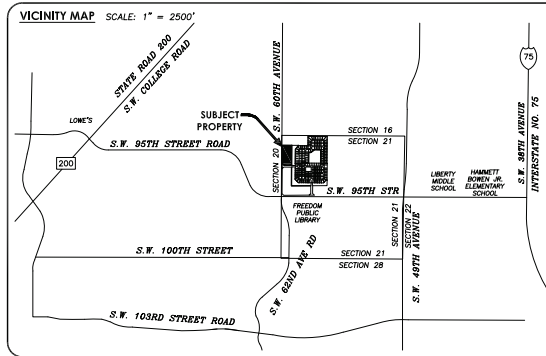 VICINITY MAP SCALE: 1" = 2500'
STATE ROAD 200
S.W. COLLEGE ROAD
LOWE'S
S.W. 95TH STREET ROAD
200
SUBJECT
PROPERTY
S.W. 60TH AVENUE
SECTION 20
SECTION 16
SECTION 21
S.W. 95TH STR
FREEDOM
PUBLIC
LIBRARY
LIBERTY
MIDDLE
SCHOOL
HAMMETT
BOWEN JR.
ELEMENTARY
SCHOOL
75
S.W. 38TH AVENUE
INTERSTATE NO. 75
SECTION 21
SECTION 22
S.W. 49TH AVENUE
S.W. 100TH STREET
SECTION 21
SECTION 28
S.W. 62ND AVE RD
S.W. 103RD STREET ROAD